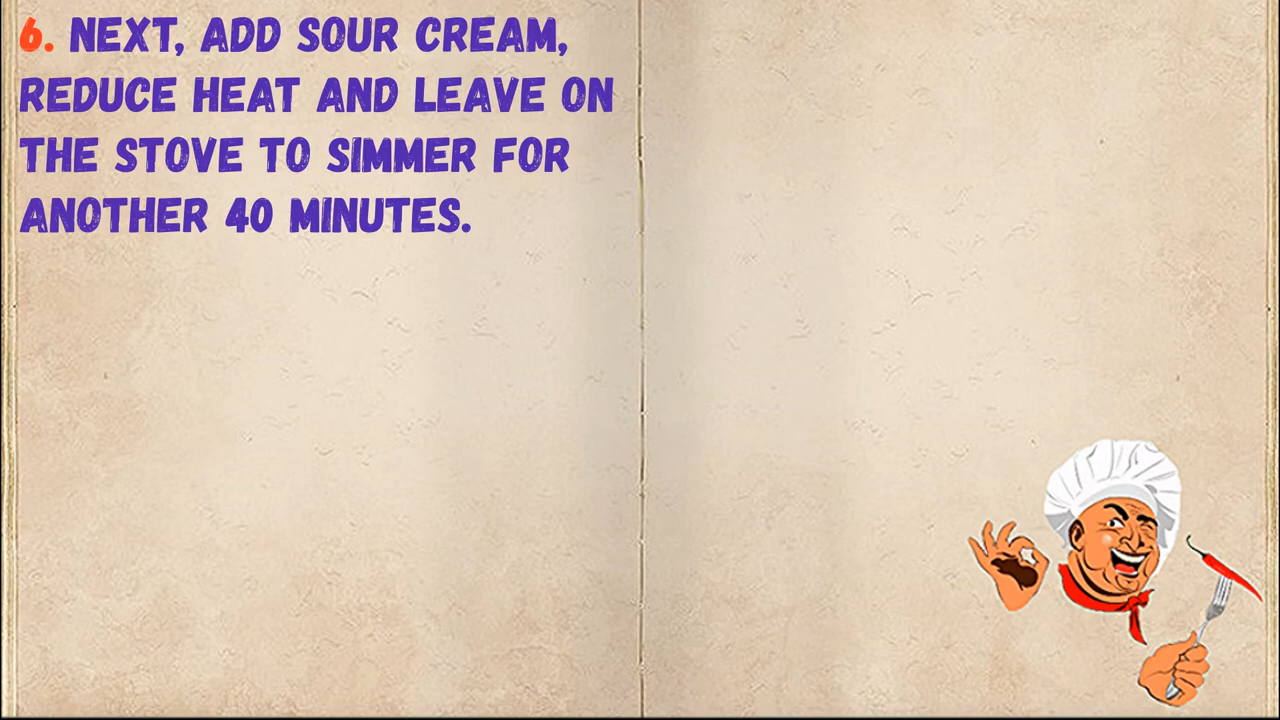 6. NEXT, ADD SOUR CREAM,
REDUCE HEAT AND LEAVE ON
THE STOVE TO SIMMER FOR
ANOTHER 40 MINUTES.